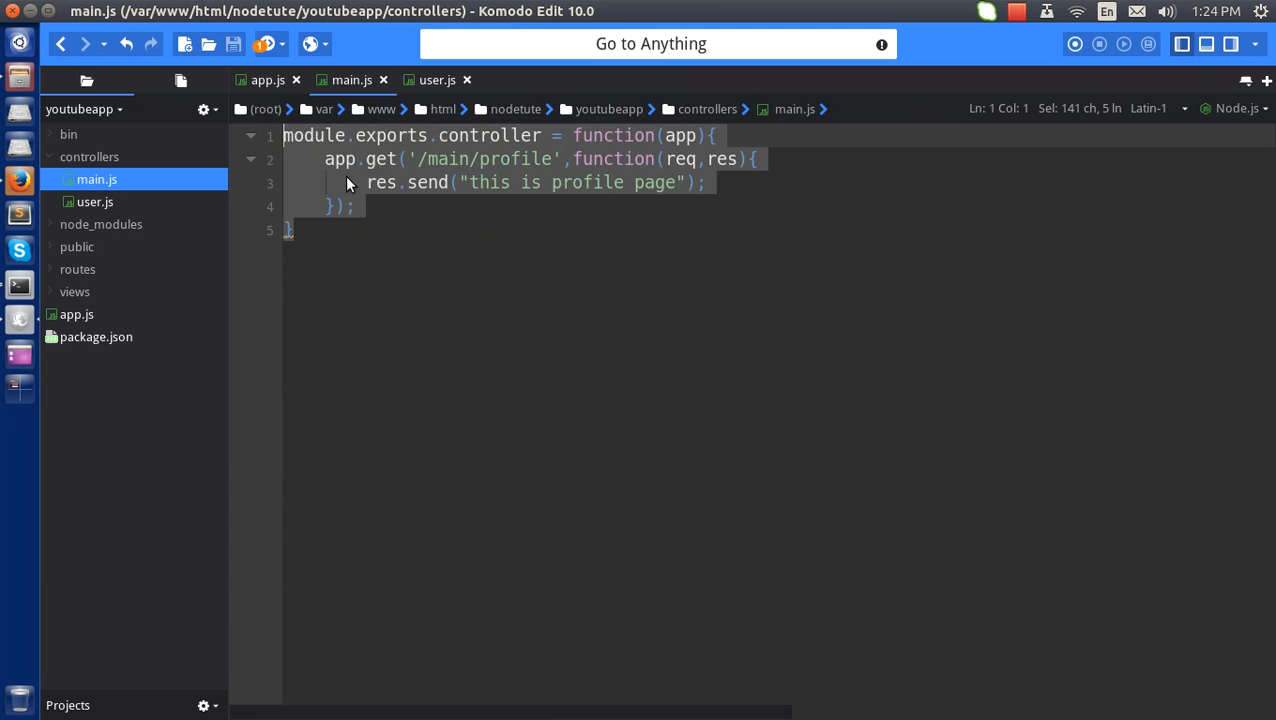 main.js (/var/www/html/nodetute/youtubeapp/controllers) - Komodo Edit 10.0
En
1:24 PM
Go to Anything
app.js
main.js
user.js
youtubeapp
(root) var www html nodetute youtubeapp controllers main.js
Ln: 1 Col: 1 Sel: 141 ch, 5 ln Latin-1 Node.js
bin
controllers
main.js
user.js
node_modules
public
routes
views
app.js
package.json
1 module.exports.controller = function(app){
2 app.get('/main/profile',function(req,res){
3 res.send("this is profile page");
4 });
5 }
Projects